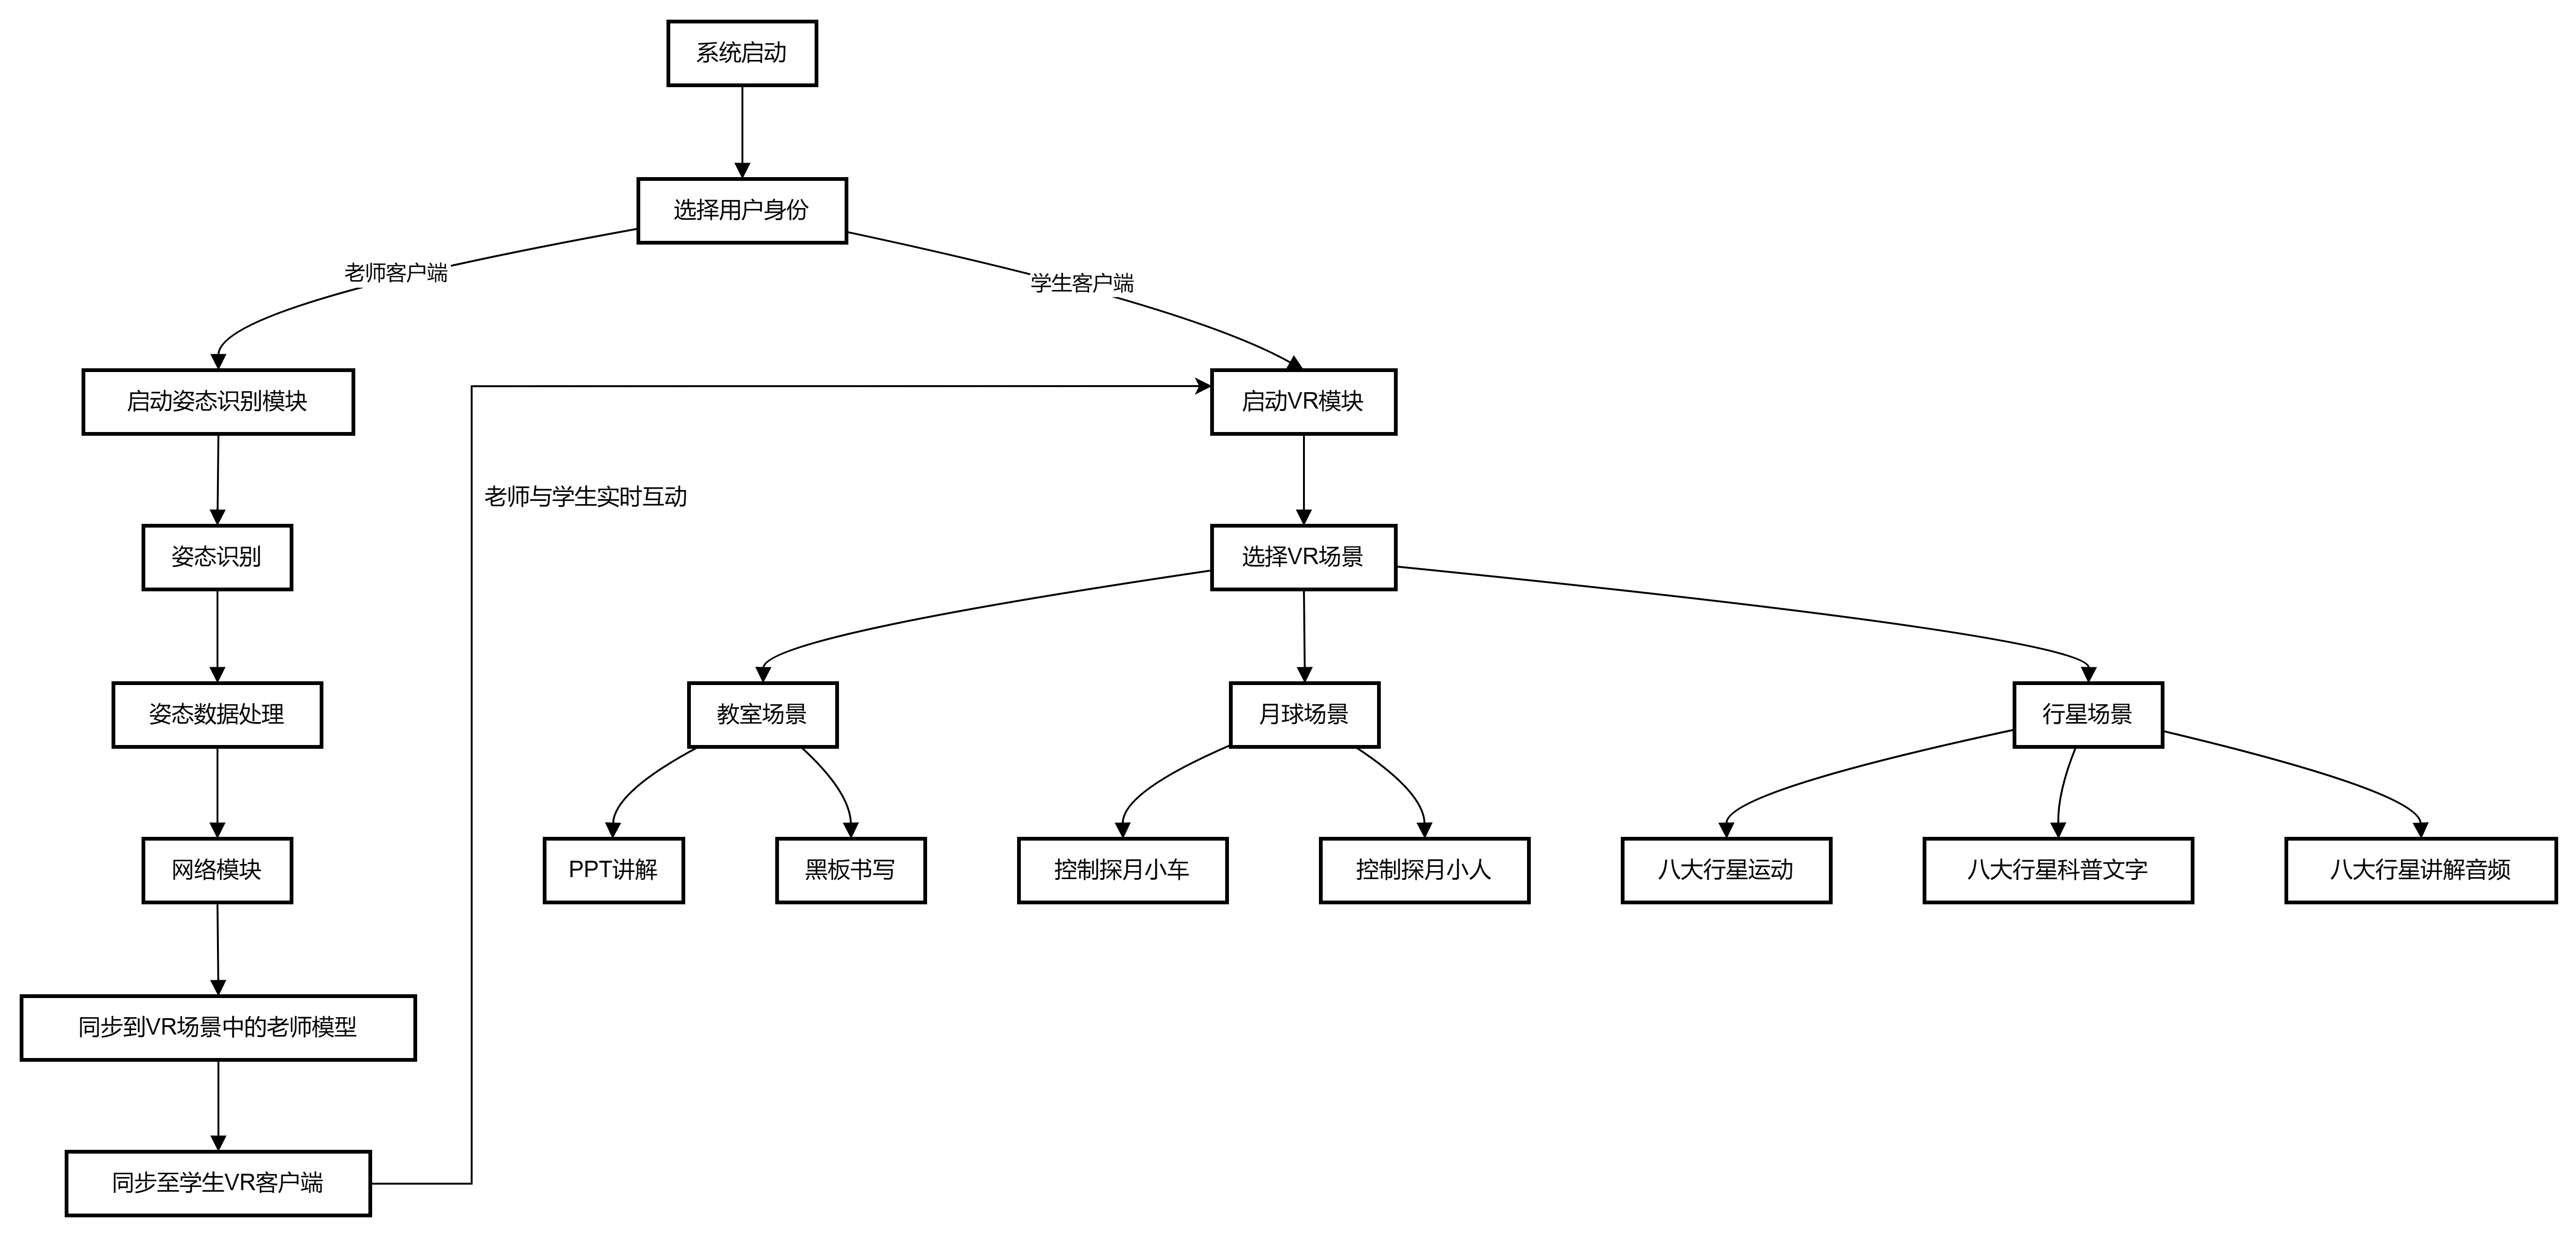 系统启动
选择用户身份
老师客户端
学生客户端
启动姿态识别模块
启动VR模块
老师与学生实时互动
姿态识别
选择VR场景
姿态数据处理
教室场景
月球场景
行星场景
网络模块
PPT讲解
黑板书写
控制探月小车
控制探月小人
八大行星运动
八大行星科普文字
八大行星讲解音频
同步到VR场景中的老师模型
同步至学生VR客户端